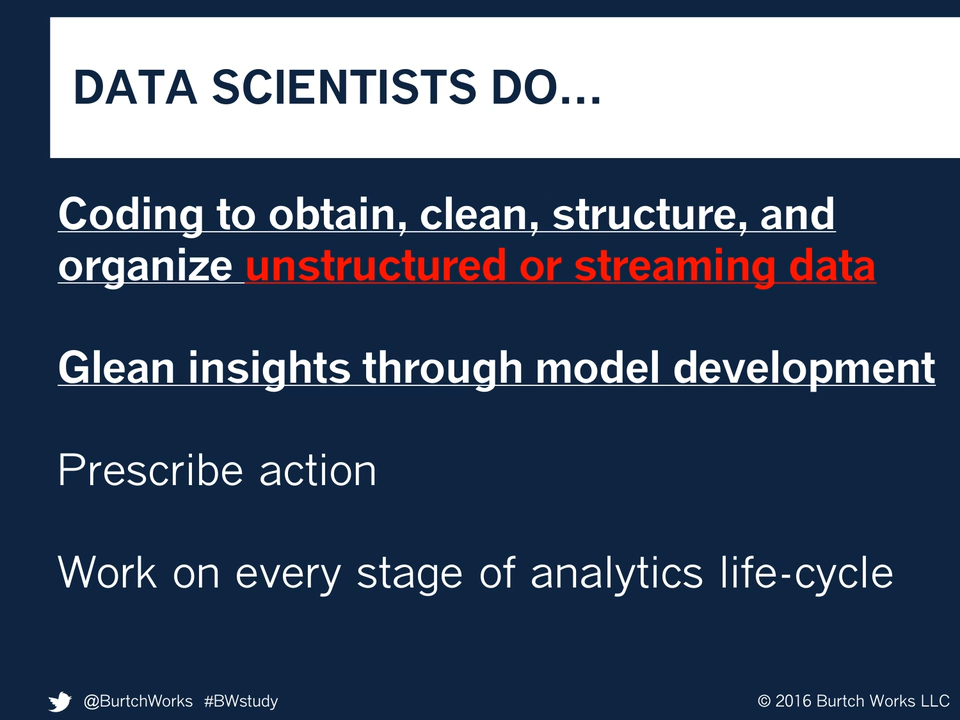 DATA SCIENTISTS DO...
Coding to obtain, clean, structure, and
organize unstructured or streaming data
Glean insights through model development
Prescribe action
Work on every stage of analytics life-cycle
@BurtchWorks #BWstudy
© 2016 Burtch Works LLC